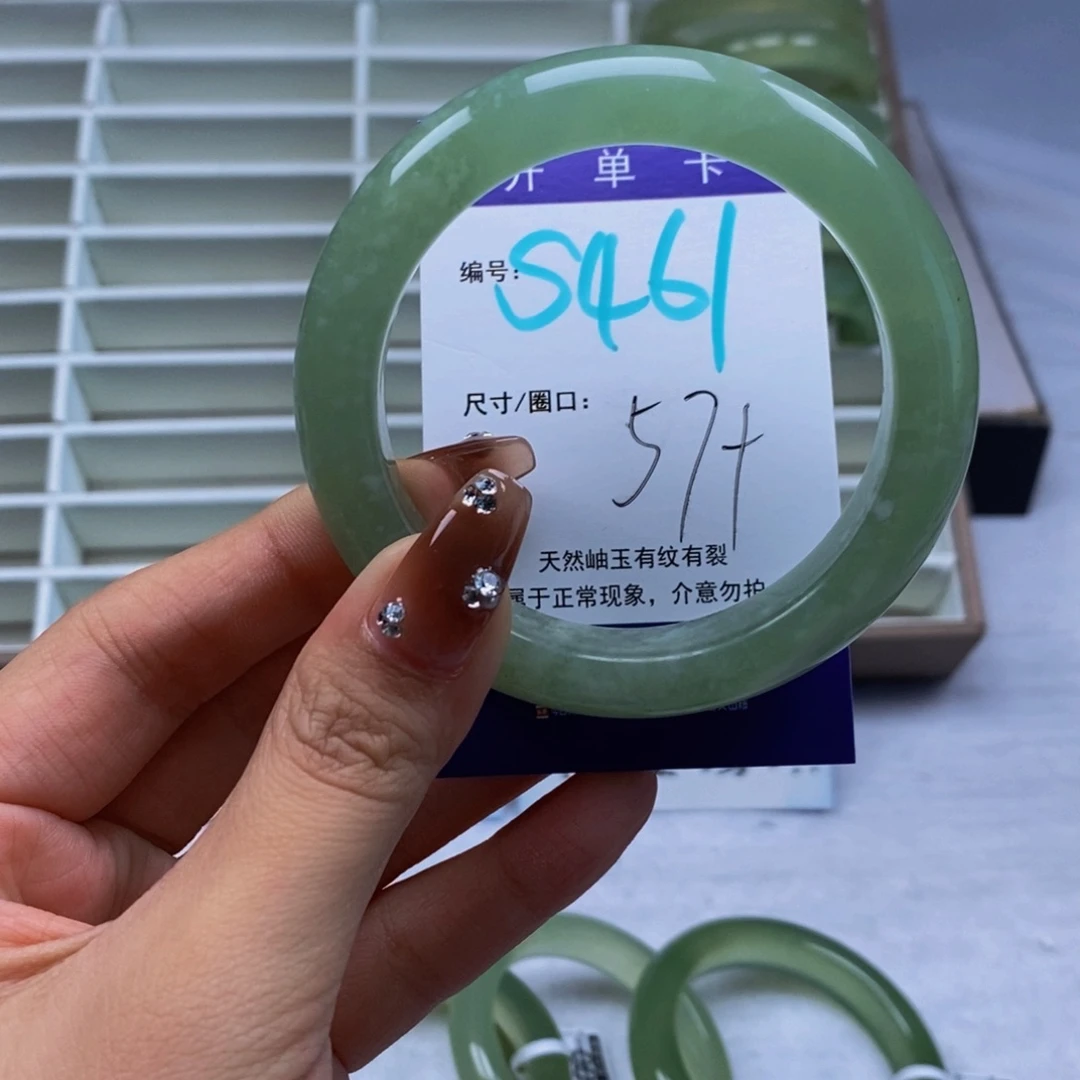 开单卡
编号：S461
尺寸/圈口：57+
天然岫玉有纹有裂
属于正常现象，介意勿拍